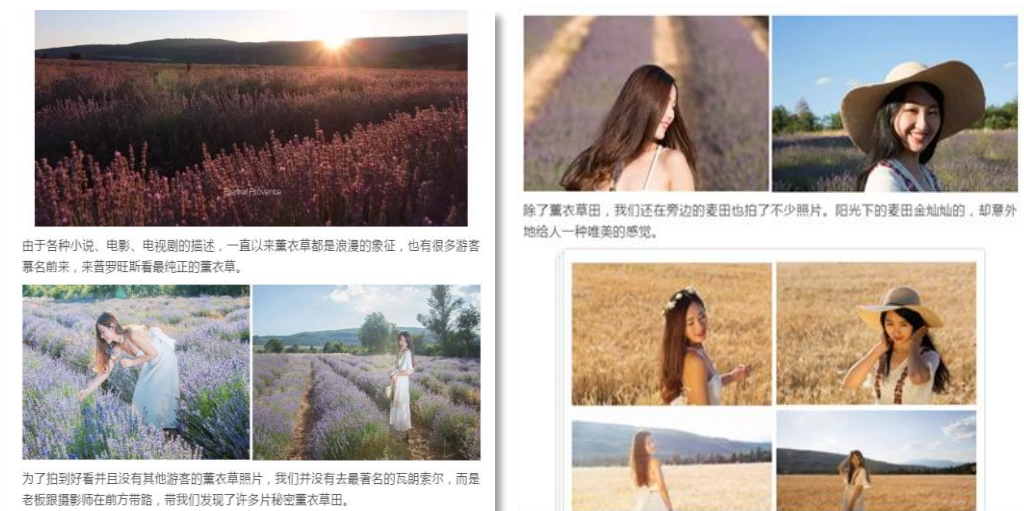 Eternal Provence
由于各种小说、电影、电视剧的描述，一直以来薰衣草都是浪漫的象征，也有很多游客
慕名前来，来普罗旺斯看最纯正的薰衣草。
为了拍到好看并且没有其他游客的薰衣草照片，我们并没有去最著名的瓦朗索尔，而是
老板跟摄影师在前方带路，带我们发现了许多片秘密薰衣草田。
除了薰衣草田，我们还在旁边的麦田也拍了不少照片。阳光下的麦田金灿灿的，却意外
地给人一种唯美的感觉。